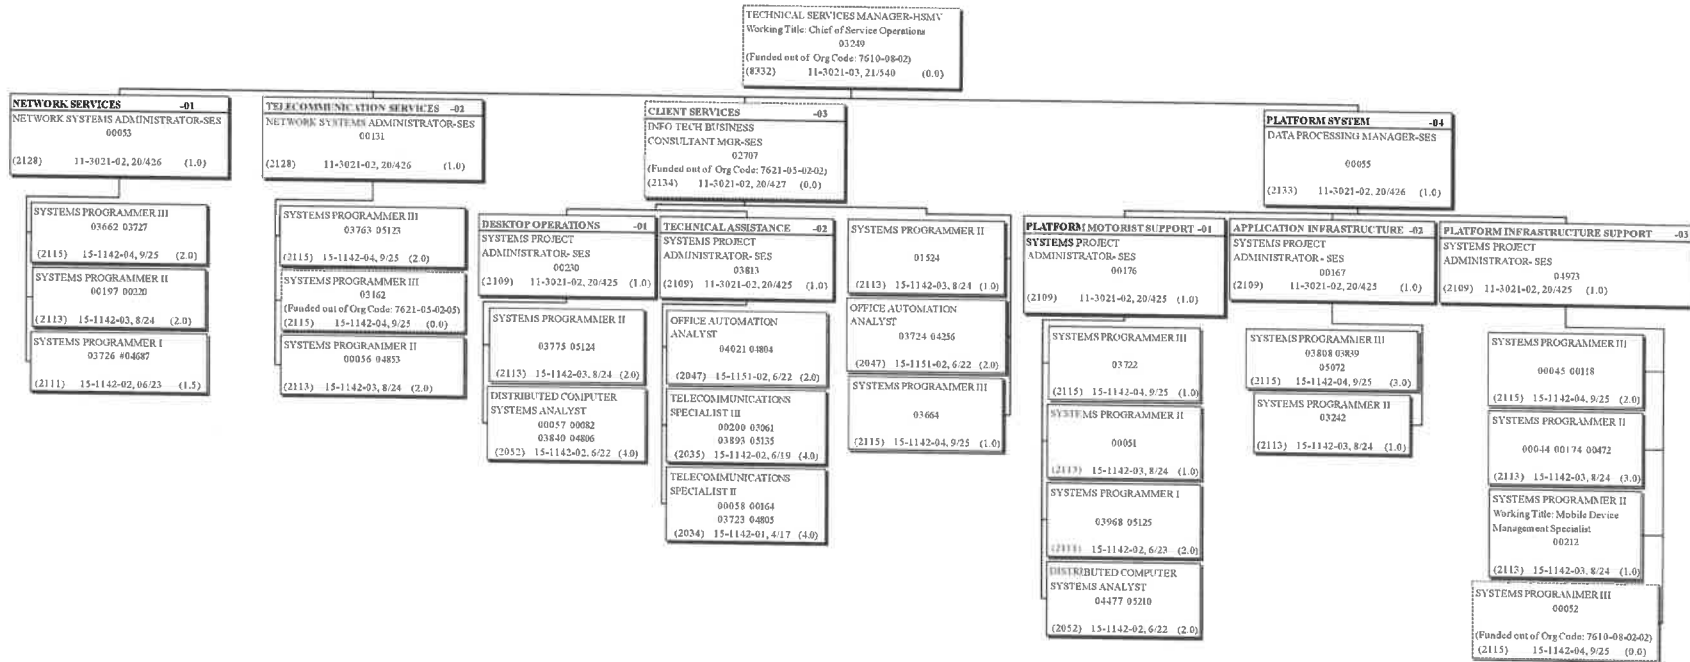 TECHNICAL SERVICES MANAGER-HSMV
Working Title: Chief of Service Operations
03249
(Funded out of Org Code: 7610-08-02)
(8332) 11-3021-03, 21/540 (0.0)
NETWORK SERVICES -01
NETWORK SYSTEMS ADMINISTRATOR-SES
00053
(2128) 11-3021-02, 20/426 (1.0)
SYSTEMS PROGRAMMER III
03662 03727
(2115) 15-1142-04, 9/25 (2.0)
SYSTEMS PROGRAMMER II
00197 00220
(2113) 15-1142-03, 8/24 (2.0)
SYSTEMS PROGRAMMER I
03726 #04687
(2111) 15-1142-02, 06/23 (1.5)
TELECOMMUNICATION SERVICES -02
NETWORK SYSTEMS ADMINISTRATOR-SES
00131
(2128) 11-3021-02, 20/426 (1.0)
SYSTEMS PROGRAMMER III
03763 05123
(2115) 15-1142-04, 9/25 (2.0)
SYSTEMS PROGRAMMER III
03162
(Funded out of Org Code: 7621-05-02-05)
(2115) 15-1142-04, 9/25 (0.0)
SYSTEMS PROGRAMMER II
00056 04853
(2113) 15-1142-03, 8/24 (2.0)
CLIENT SERVICES -03
INFO TECH BUSINESS
CONSULTANT MGR-SES
02707
(Funded out of Org Code: 7621-05-02-02)
(2134) 11-3021-02, 20/427 (0.0)
DESKTOP OPERATIONS -01
SYSTEMS PROJECT
ADMINISTRATOR- SES
00230
(2109) 11-3021-02, 20/425 (1.0)
SYSTEMS PROGRAMMER II
03775 05124
(2113) 15-1142-03, 8/24 (2.0)
DISTRIBUTED COMPUTER
SYSTEMS ANALYST
00057 00082
03840 04806
(2052) 15-1142-02, 6/22 (4.0)
TECHNICAL ASSISTANCE -02
SYSTEMS PROJECT
ADMINISTRATOR- SES
03813
(2109) 11-3021-02, 20/425 (1.0)
OFFICE AUTOMATION
ANALYST
04021 04804
(2047) 15-1151-02, 6/22 (2.0)
TELECOMMUNICATIONS
SPECIALIST III
00200 03061
03893 05135
(2035) 15-1142-02, 6/19 (4.0)
TELECOMMUNICATIONS
SPECIALIST II
00058 00164
03723 04805
(2034) 15-1142-01, 4/17 (4.0)
SYSTEMS PROGRAMMER II
01524
(2113) 15-1142-03, 8/24 (1.0)
OFFICE AUTOMATION
ANALYST
03724 04256
(2047) 15-1151-02, 6/22 (2.0)
SYSTEMS PROGRAMMER III
03664
(2115) 15-1142-04, 9/25 (1.0)
PLATFORM SYSTEM -04
DATA PROCESSING MANAGER-SES
00055
(2133) 11-3021-02, 20/426 (1.0)
PLATFORM MOTORIST SUPPORT -01
SYSTEMS PROJECT
ADMINISTRATOR- SES
00176
(2109) 11-3021-02, 20/425 (1.0)
SYSTEMS PROGRAMMER III
03722
(2115) 15-1142-04, 9/25 (1.0)
SYSTEMS PROGRAMMER II
00051
(2113) 15-1142-03, 8/24 (1.0)
SYSTEMS PROGRAMMER I
03968 05125
(2111) 15-1142-02, 6/23 (2.0)
DISTRIBUTED COMPUTER
SYSTEMS ANALYST
04477 05210
(2052) 15-1142-02, 6/22 (2.0)
APPLICATION INFRASTRUCTURE -02
SYSTEMS PROJECT
ADMINISTRATOR- SES
00167
(2109) 11-3021-02, 20/425 (1.0)
SYSTEMS PROGRAMMER III
03808 03839
05072
(2115) 15-1142-04, 9/25 (3.0)
SYSTEMS PROGRAMMER II
03242
(2113) 15-1142-03, 8/24 (1.0)
PLATFORM INFRASTRUCTURE SUPPORT -03
SYSTEMS PROJECT
ADMINISTRATOR- SES
04973
(2109) 11-3021-02, 20/425 (1.0)
SYSTEMS PROGRAMMER III
00045 00118
(2115) 15-1142-04, 9/25 (2.0)
SYSTEMS PROGRAMMER II
00044 00174 00472
(2113) 15-1142-03, 8/24 (3.0)
SYSTEMS PROGRAMMER II
Working Title: Mobile Device
Management Specialist
00212
(2113) 15-1142-03, 8/24 (1.0)
SYSTEMS PROGRAMMER III
00052
(Funded out of Org Code: 7610-08-02-02)
(2115) 15-1142-04, 9/25 (0.0)